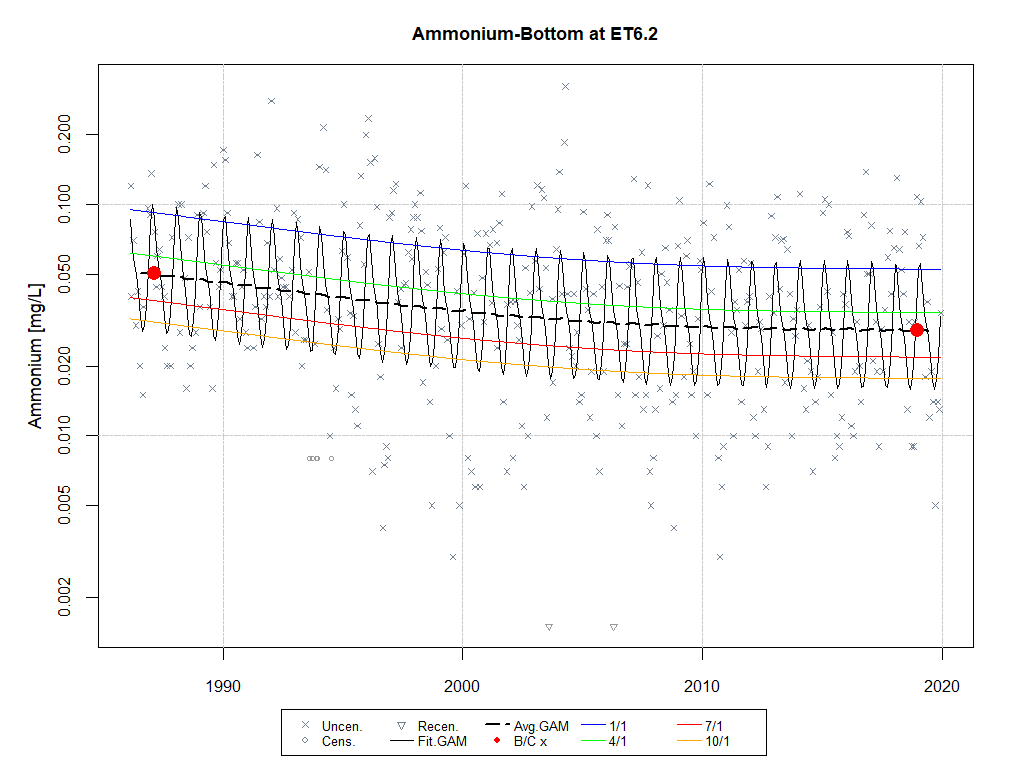 Ammonium-Bottom at ET6.2
Ammonium [mg/L]
0.200
0.100
0.050
0.020
0.010
0.005
0.002
1990 2000 2010 2020
Uncen. Recen. Avg.GAM 1/1 7/1
Cens. Fit.GAM B/C x 4/1 10/1